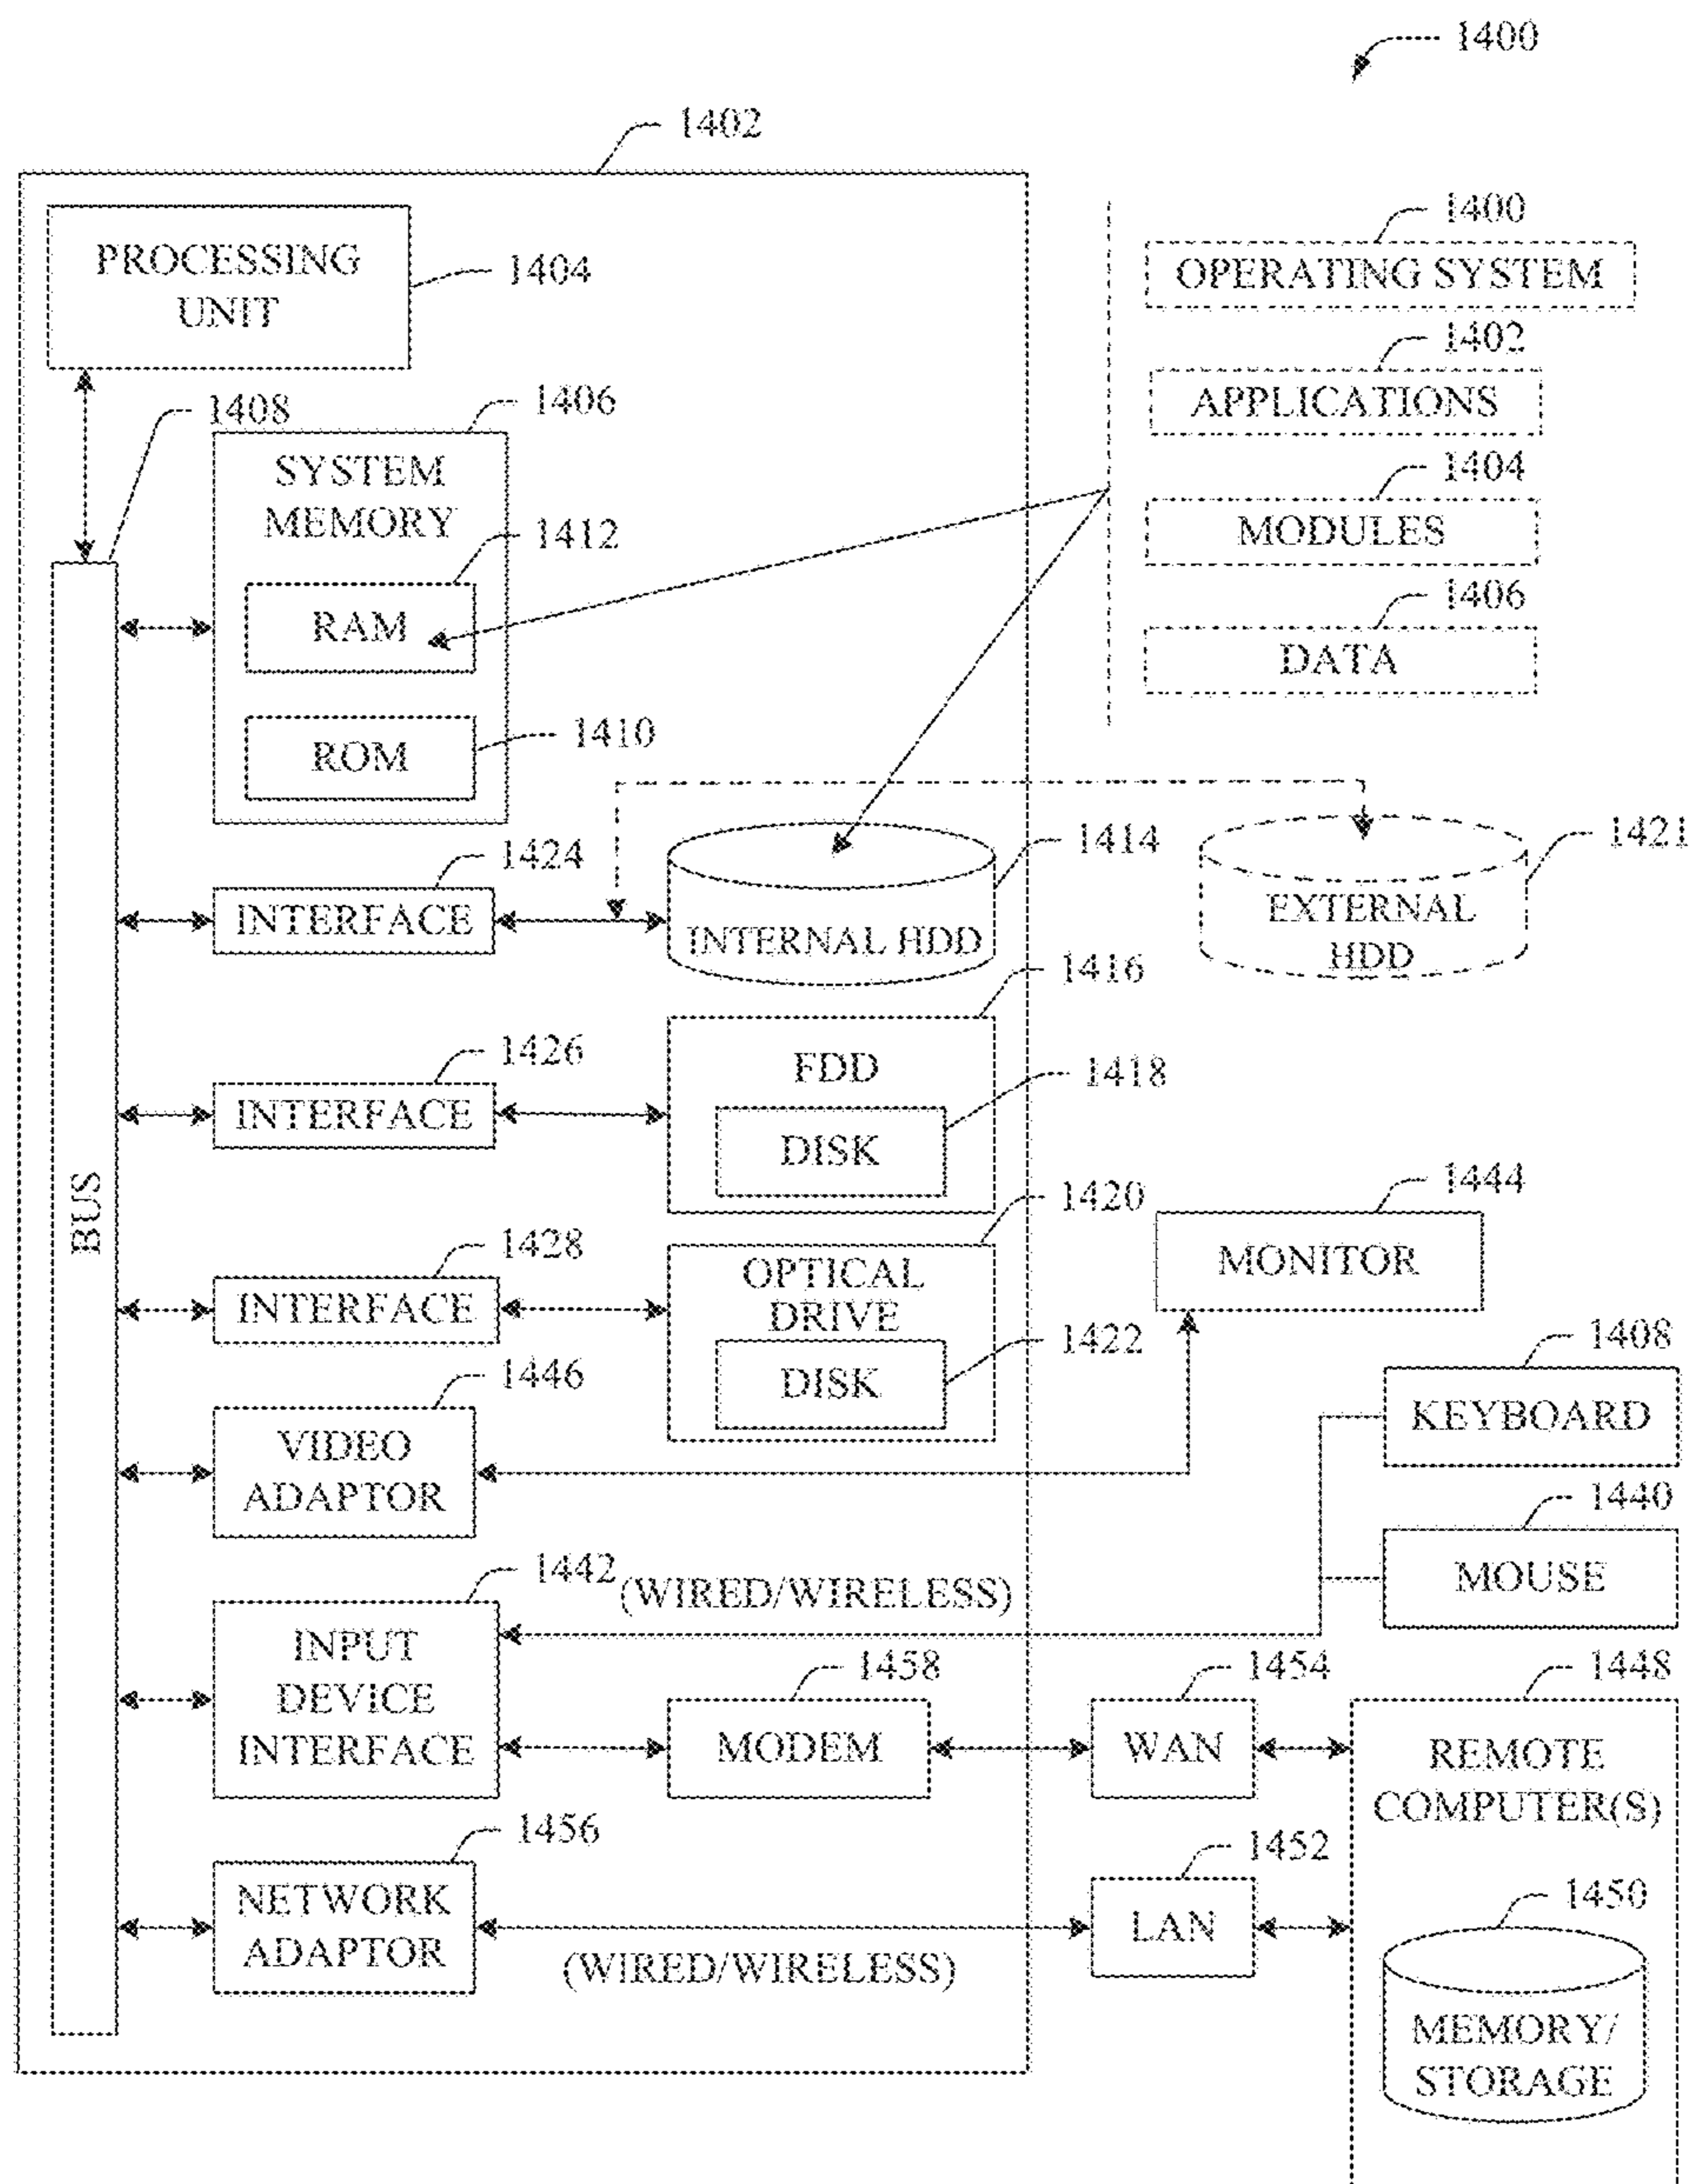 1400
1402
PROCESSING
UNIT
1404
1400
OPERATING SYSTEM
1402
APPLICATIONS
1404
MODULES
1406
DATA
1408
1406
SYSTEM
MEMORY
1412
RAM
1410
ROM
BUS
1424
INTERFACE
1414
INTERNAL HDD
1421
EXTERNAL
HDD
1426
INTERFACE
1416
FDD
1418
DISK
1428
INTERFACE
1420
OPTICAL
DRIVE
1422
DISK
1444
MONITOR
1446
VIDEO
ADAPTOR
1408
KEYBOARD
1440
MOUSE
1442
(WIRED/WIRELESS)
INPUT
DEVICE
INTERFACE
1458
MODEM
1454
WAN
1448
REMOTE
COMPUTER(S)
1456
NETWORK
ADAPTOR
(WIRED/WIRELESS)
1452
LAN
1450
MEMORY/
STORAGE